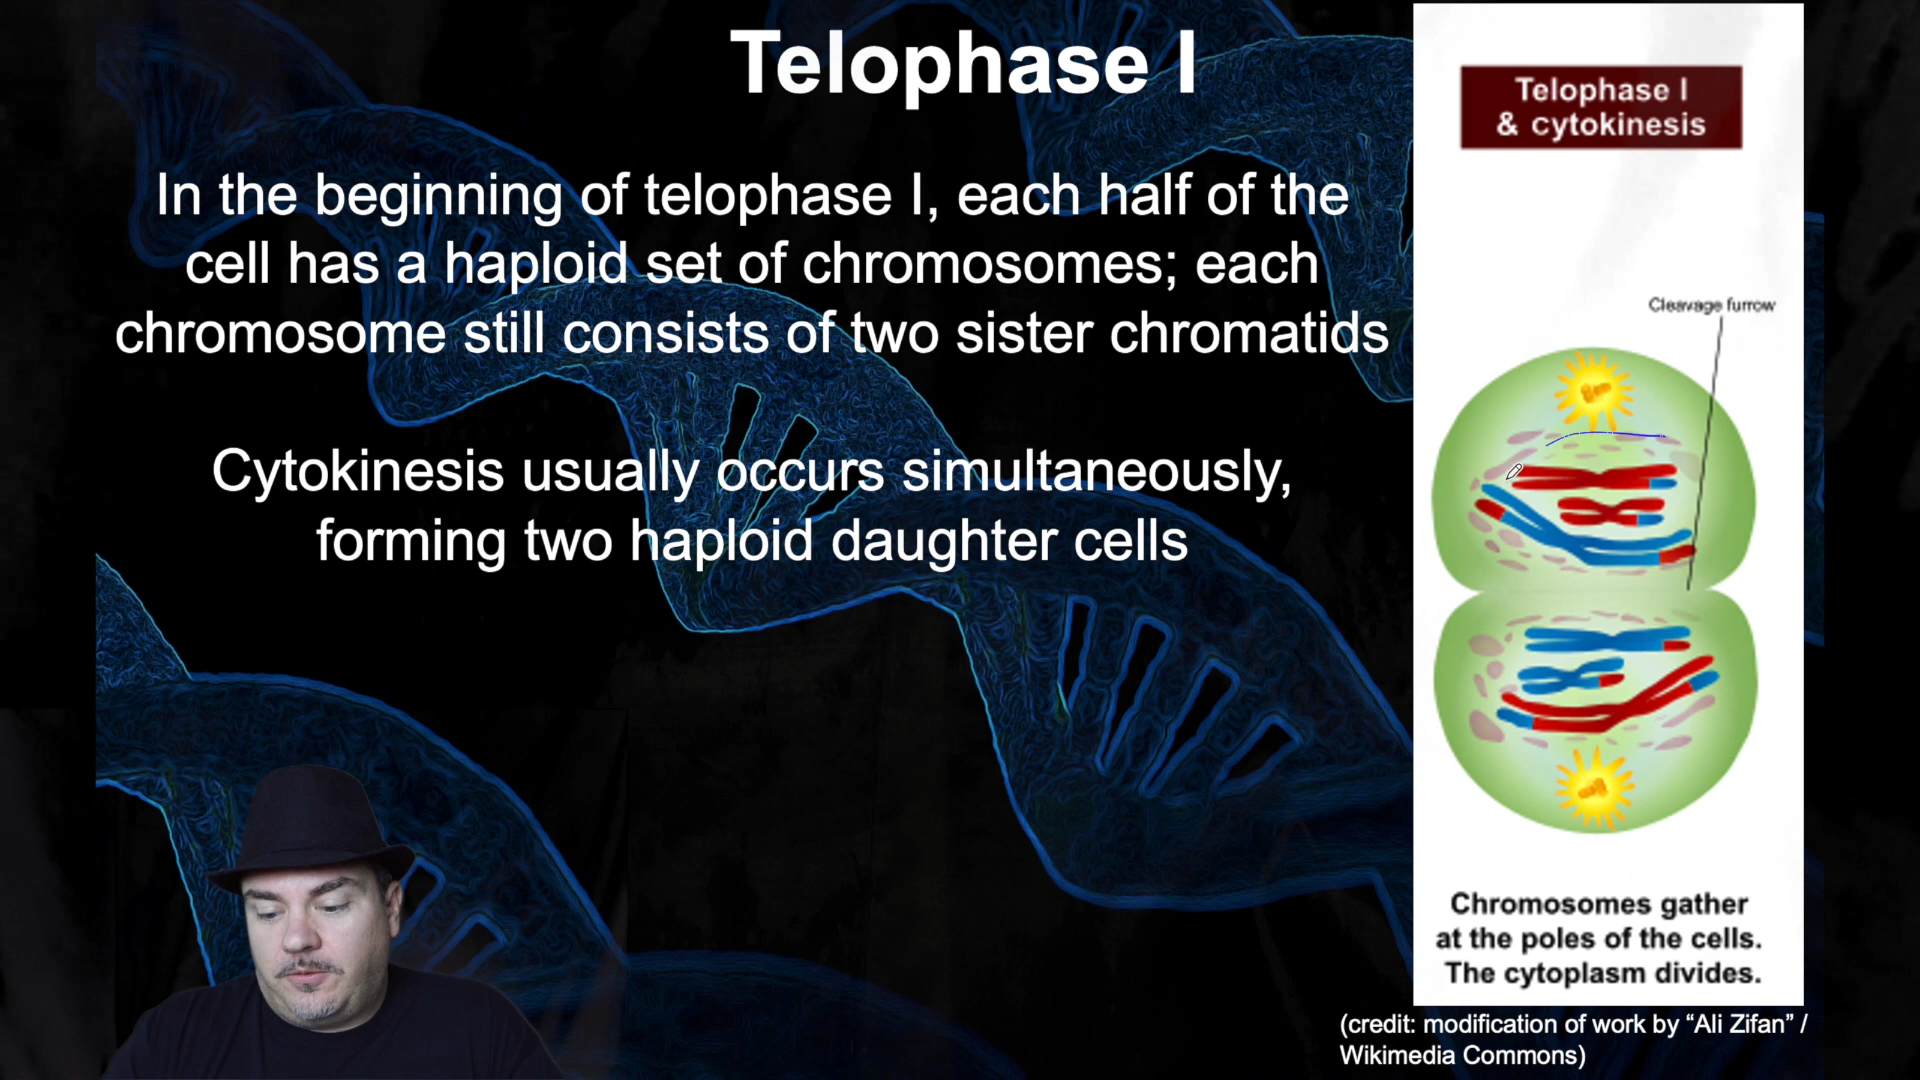 Telophase I
In the beginning of telophase I, each half of the
cell has a haploid set of chromosomes; each
chromosome still consists of two sister chromatids
Cytokinesis usually occurs simultaneously,
forming two haploid daughter cells
Telophase I
& cytokinesis
Cleavage furrow
Chromosomes gather
at the poles of the cells.
The cytoplasm divides.
(credit: modification of work by “Ali Zifan” /
Wikimedia Commons)